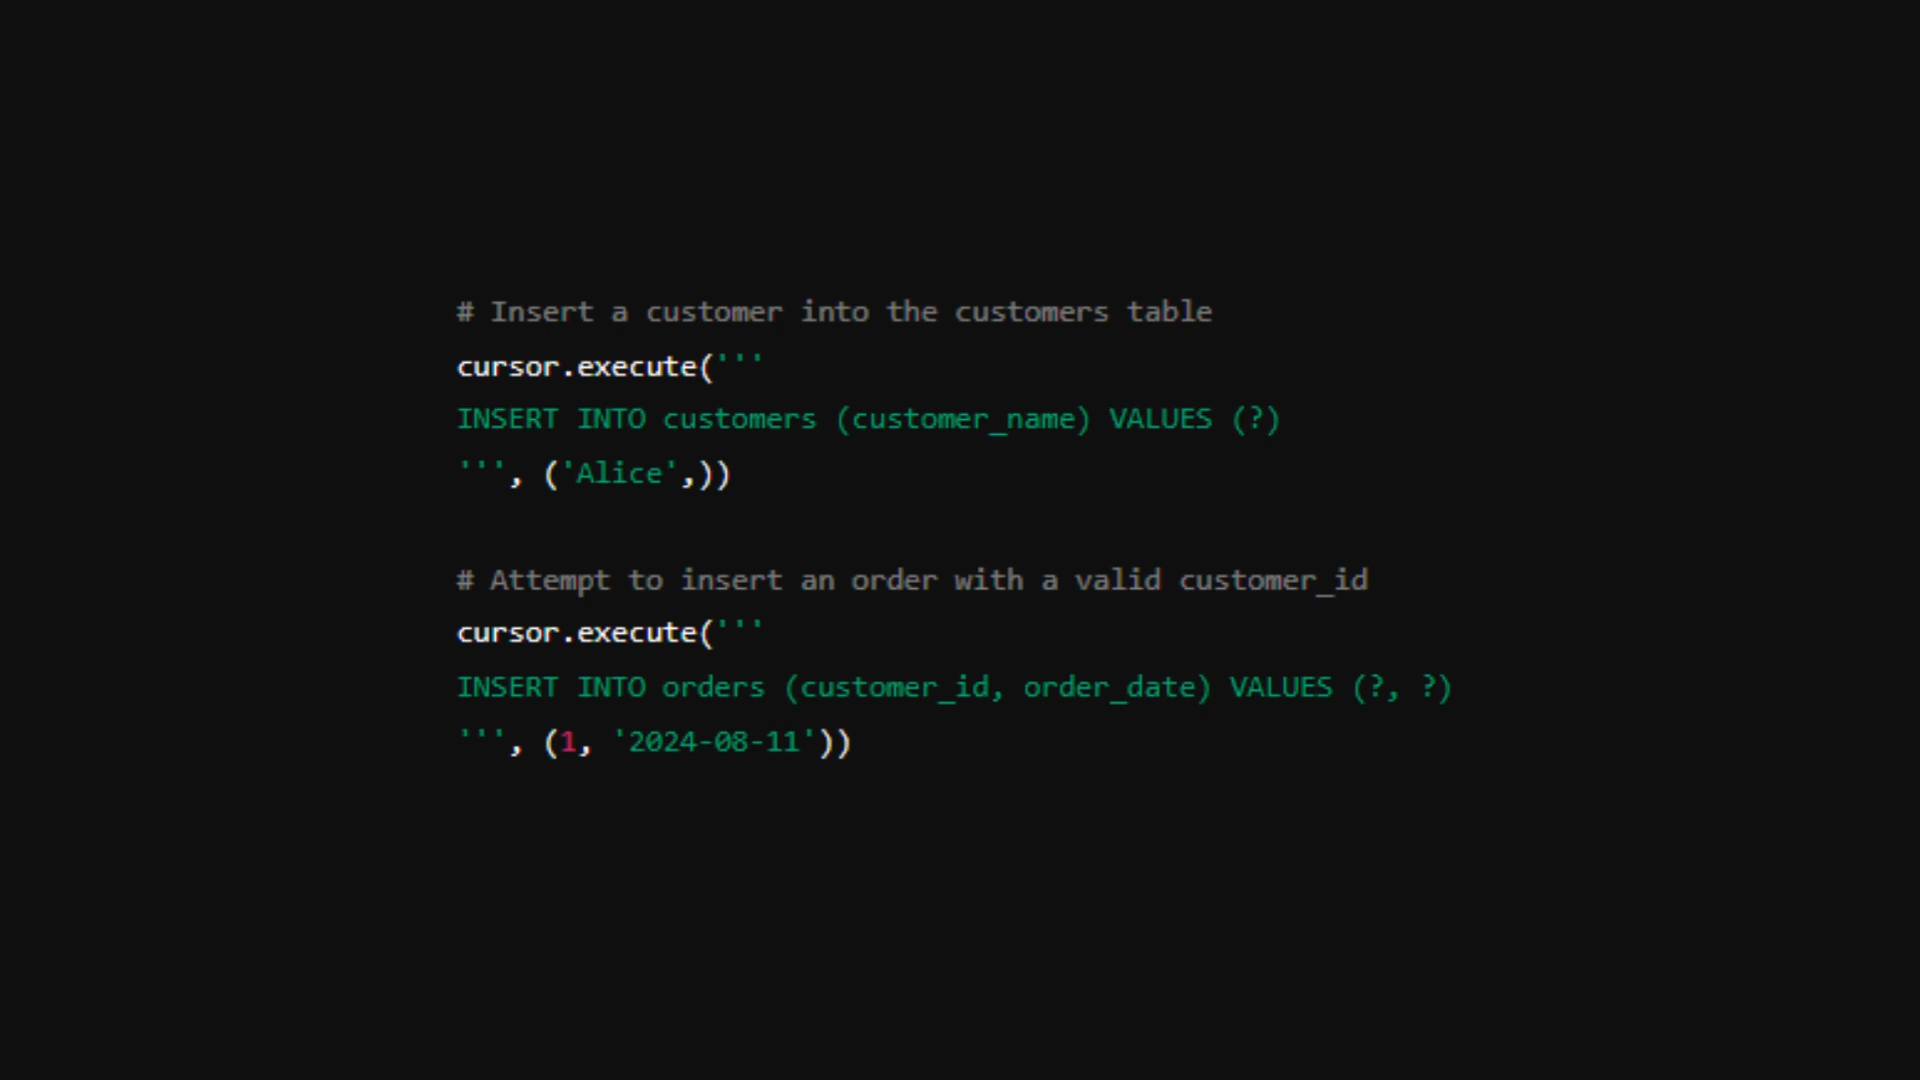 # Insert a customer into the customers table
cursor.execute('''
INSERT INTO customers (customer_name) VALUES (?)
''', ('Alice',))
# Attempt to insert an order with a valid customer_id
cursor.execute('''
INSERT INTO orders (customer_id, order_date) VALUES (?, ?)
''', (1, '2024-08-11'))